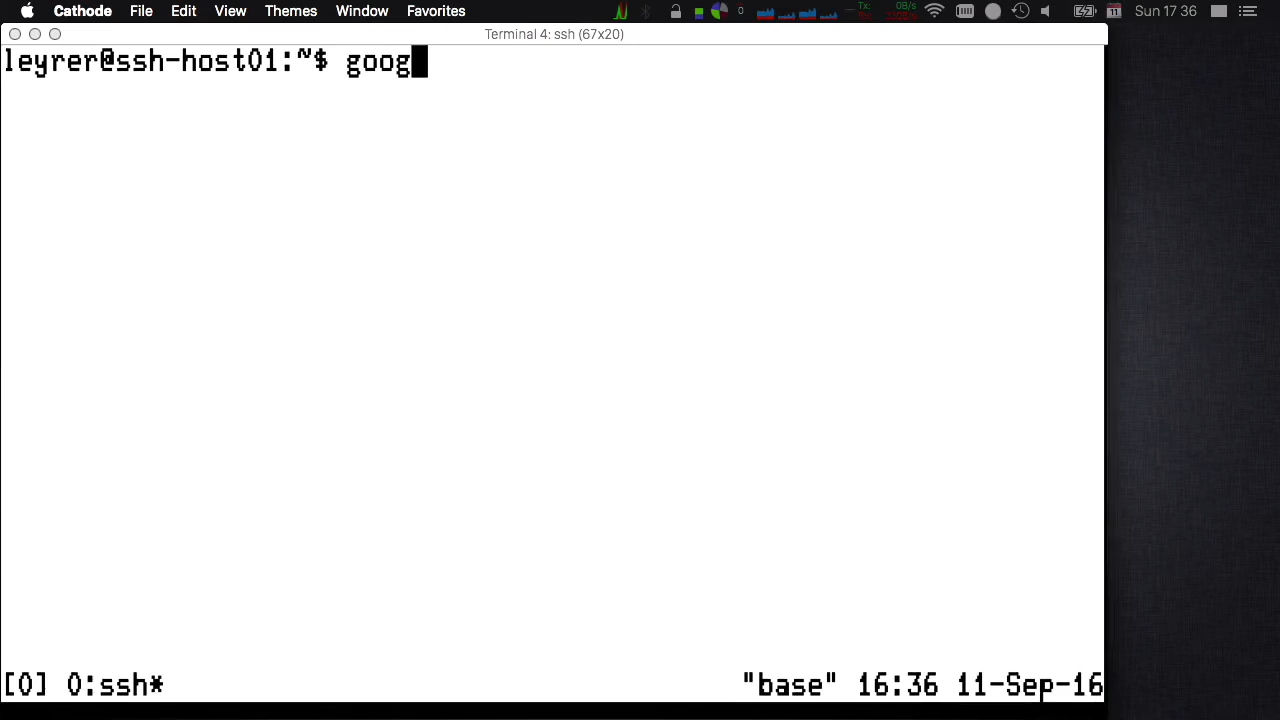 Cathode File Edit View Themes Window Favorites Sun 17 36
Terminal 4: ssh (67x20)
leyrer@ssh-host01:~$ goog
[0] 0:ssh* "base" 16:36 11-Sep-16